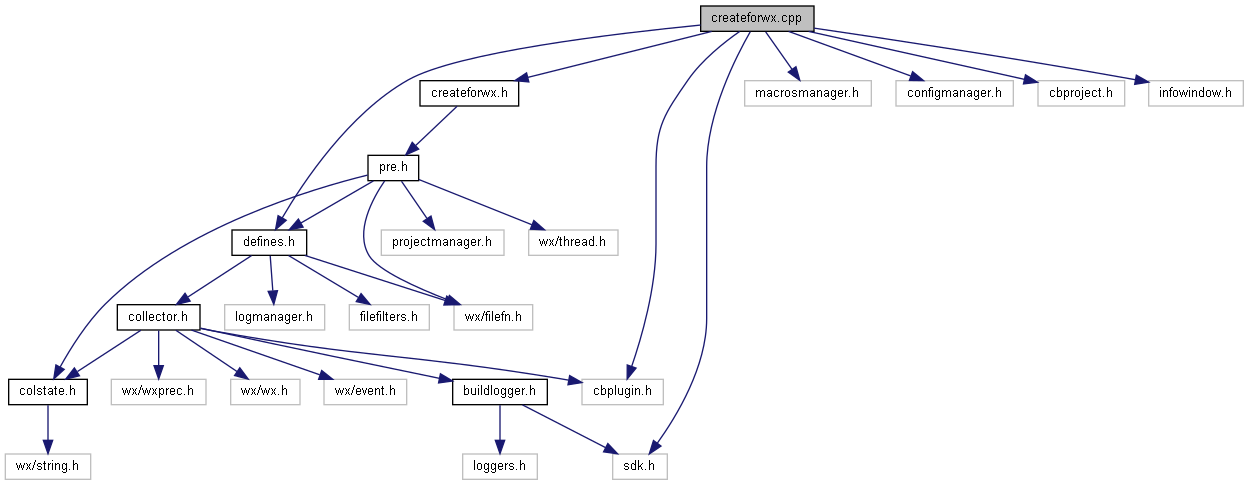 createforwx.cpp
createforwx.h
macrosmanager.h
configmanager.h
cbproject.h
infowindow.h
pre.h
defines.h
projectmanager.h
wx/thread.h
collector.h
logmanager.h
filefilters.h
wx/filefn.h
colstate.h
wx/wxprec.h
wx/wx.h
wx/event.h
buildlogger.h
cbplugin.h
wx/string.h
loggers.h
sdk.h